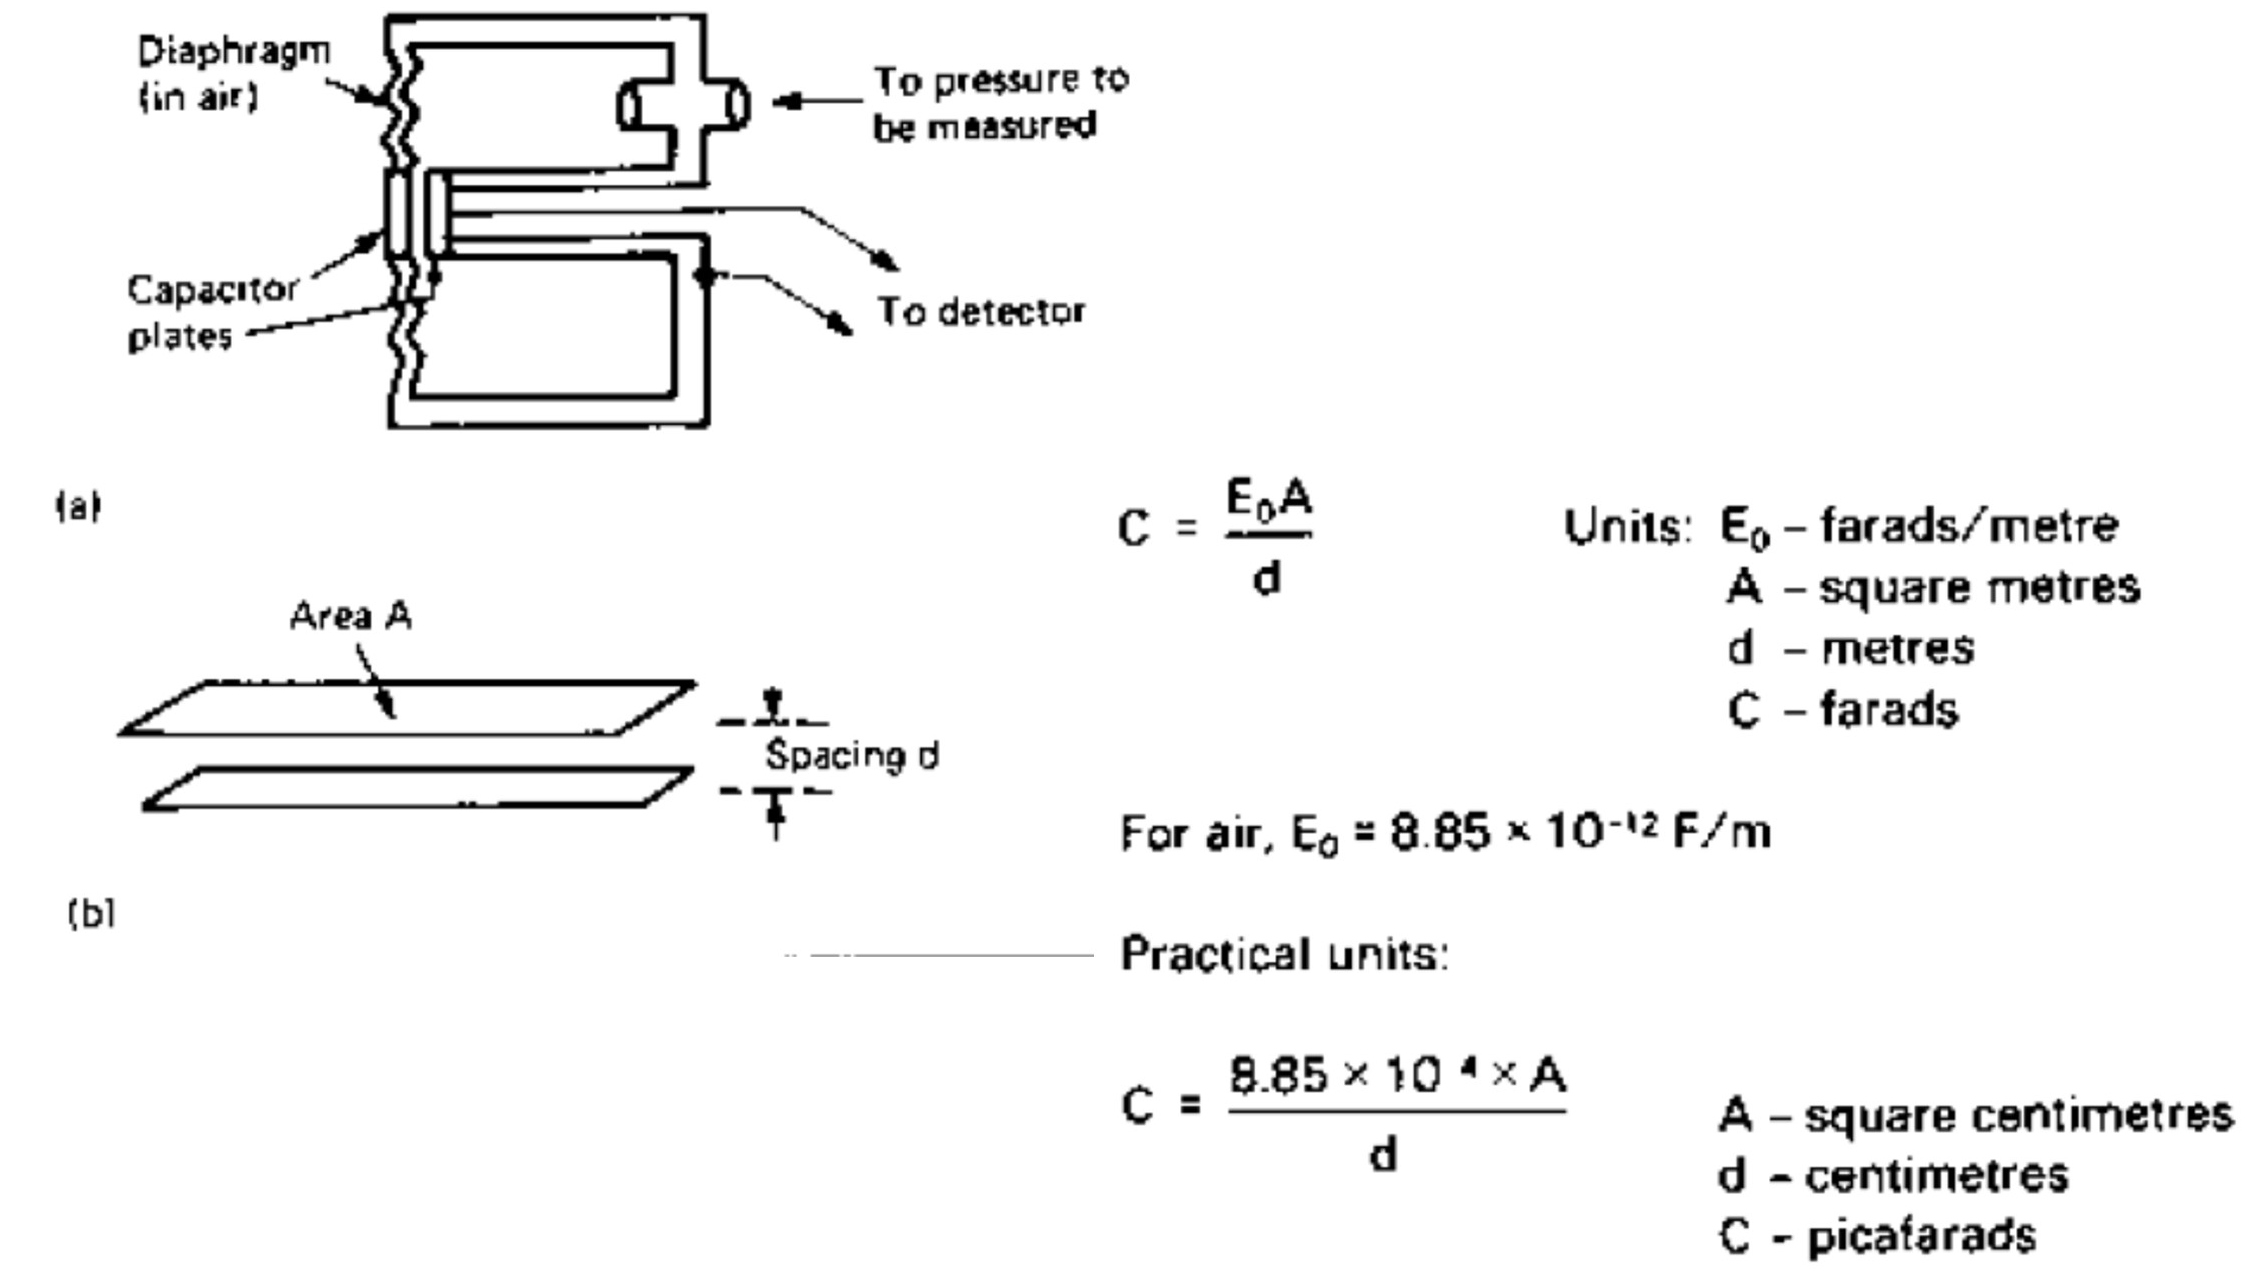 Diaphragm
(in air)
To pressure to
be measured
Capacitor
plates
To detector
(a)
C = E₀A / d
Units: E₀ – farads/metre
A – square metres
d – metres
C – farads
Area A
Spacing d
For air, E₀ = 8.85 × 10⁻¹² F/m
(b)
Practical units:
C = 8.85 × 10 ⁴ × A / d
A – square centimetres
d – centimetres
C – picafarads